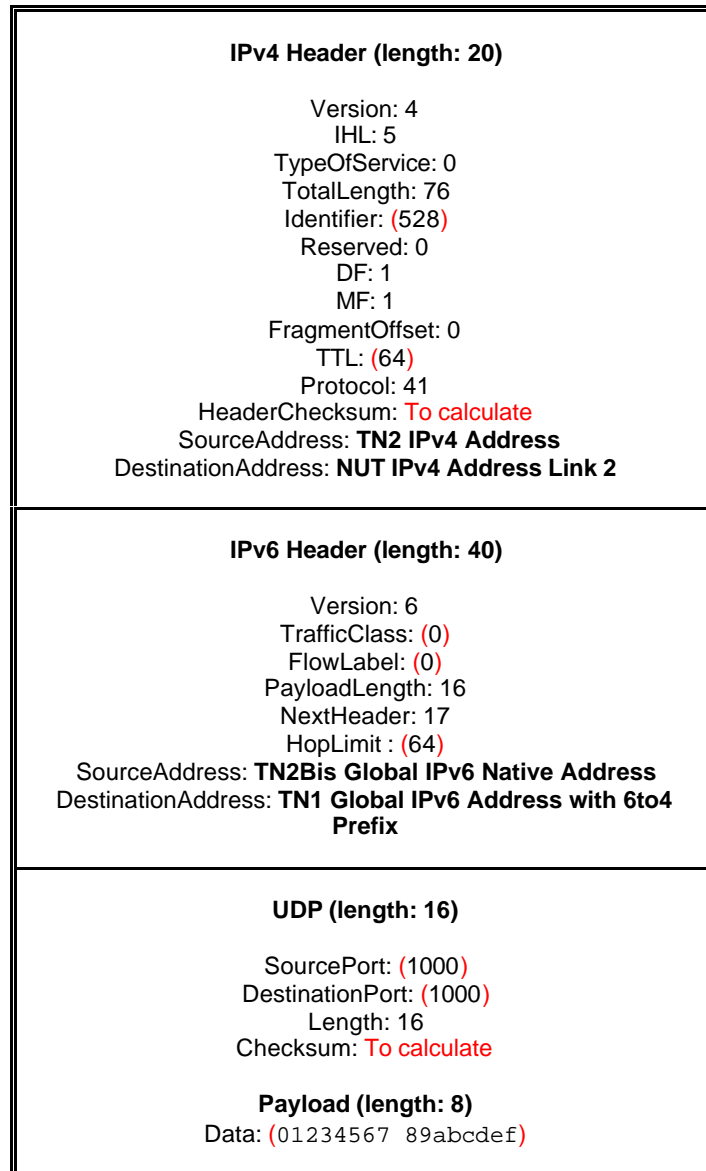 IPv4 Header (length: 20)
Version: 4
IHL: 5
TypeOfService: 0
TotalLength: 76
Identifier: (528)
Reserved: 0
DF: 1
MF: 1
FragmentOffset: 0
TTL: (64)
Protocol: 41
HeaderChecksum: To calculate
SourceAddress: TN2 IPv4 Address
DestinationAddress: NUT IPv4 Address Link 2
IPv6 Header (length: 40)
Version: 6
TrafficClass: (0)
FlowLabel: (0)
PayloadLength: 16
NextHeader: 17
HopLimit : (64)
SourceAddress: TN2Bis Global IPv6 Native Address
DestinationAddress: TN1 Global IPv6 Address with 6to4
Prefix
UDP (length: 16)
SourcePort: (1000)
DestinationPort: (1000)
Length: 16
Checksum: To calculate
Payload (length: 8)
Data: (01234567 89abcdef)